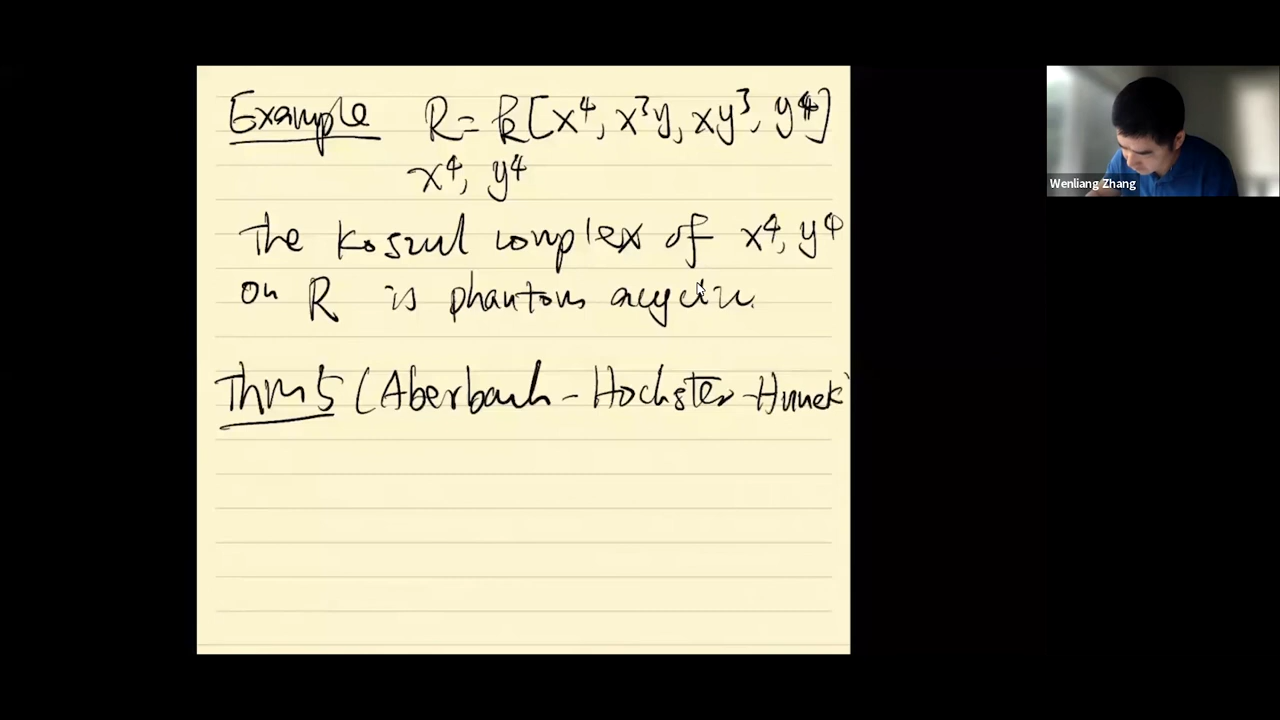 Example R = k[x⁴, x³y, xy³, y⁴]
x⁴, y⁴
the Koszul complex of x⁴, y⁴
on R is phantom acyclic.
Thm 5 (Aberbach - Hochster - Huneke)
Wenliang Zhang